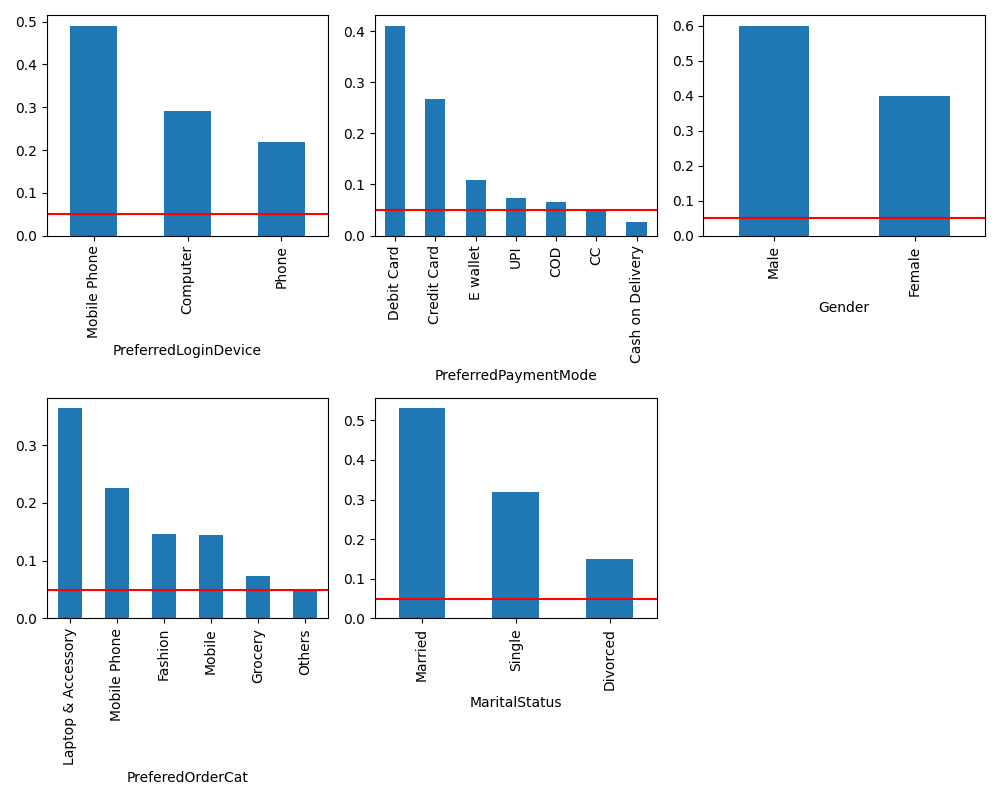 0.5
0.4
0.3
0.2
0.1
0.0
Mobile Phone
Computer
Phone
PreferredLoginDevice
0.4
0.3
0.2
0.1
0.0
Debit Card
Credit Card
E wallet
UPI
COD
CC
Cash on Delivery
PreferredPaymentMode
0.6
0.5
0.4
0.3
0.2
0.1
0.0
Male
Female
Gender
0.3
0.2
0.1
0.0
Laptop & Accessory
Mobile Phone
Fashion
Mobile
Grocery
Others
PreferedOrderCat
0.5
0.4
0.3
0.2
0.1
0.0
Married
Single
Divorced
MaritalStatus